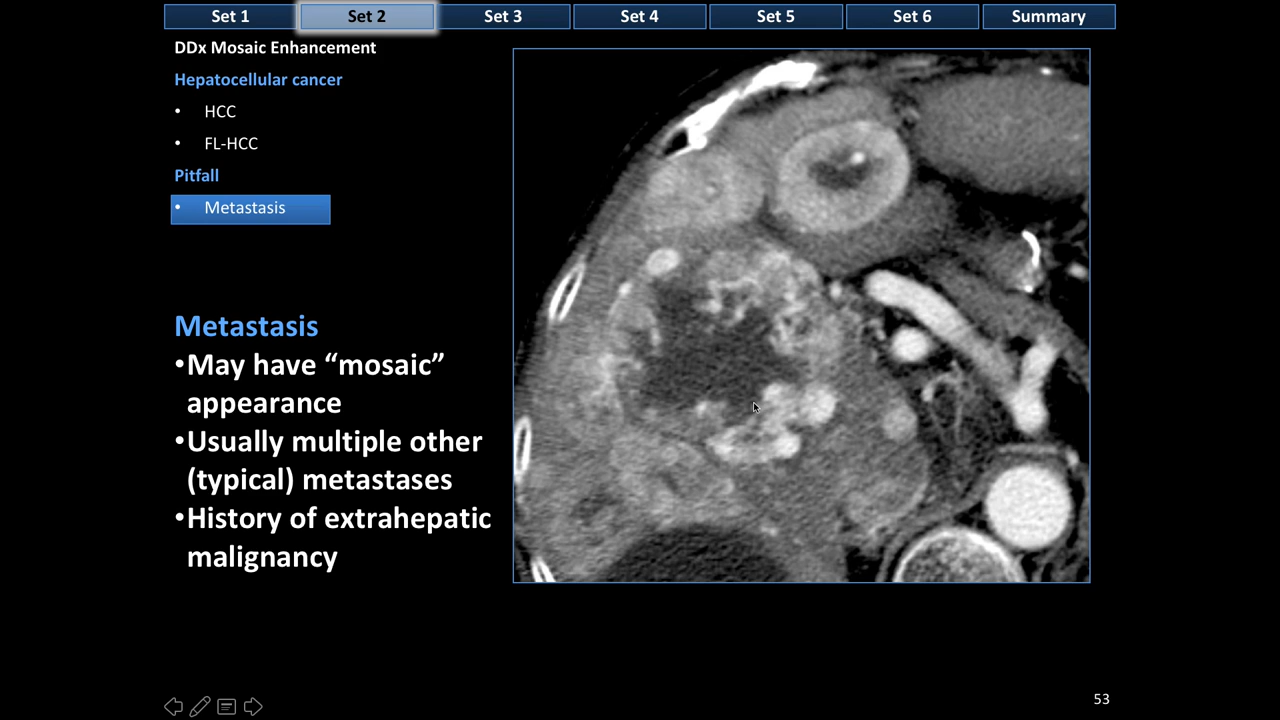 Set 1 Set 2 Set 3 Set 4 Set 5 Set 6 Summary
DDx Mosaic Enhancement
Hepatocellular cancer
• HCC
• FL-HCC
Pitfall
• Metastasis
Metastasis
•May have “mosaic”
appearance
•Usually multiple other
(typical) metastases
•History of extrahepatic
malignancy
53